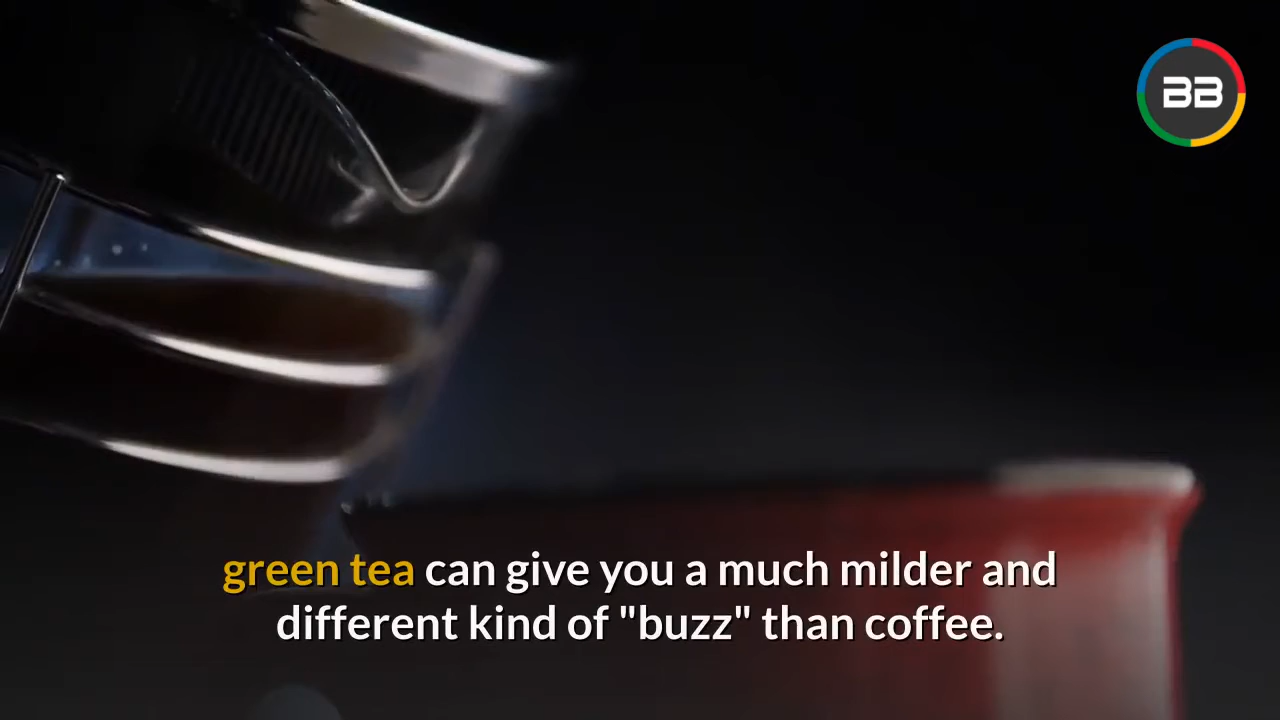 BB
green tea can give you a much milder and
different kind of "buzz" than coffee.